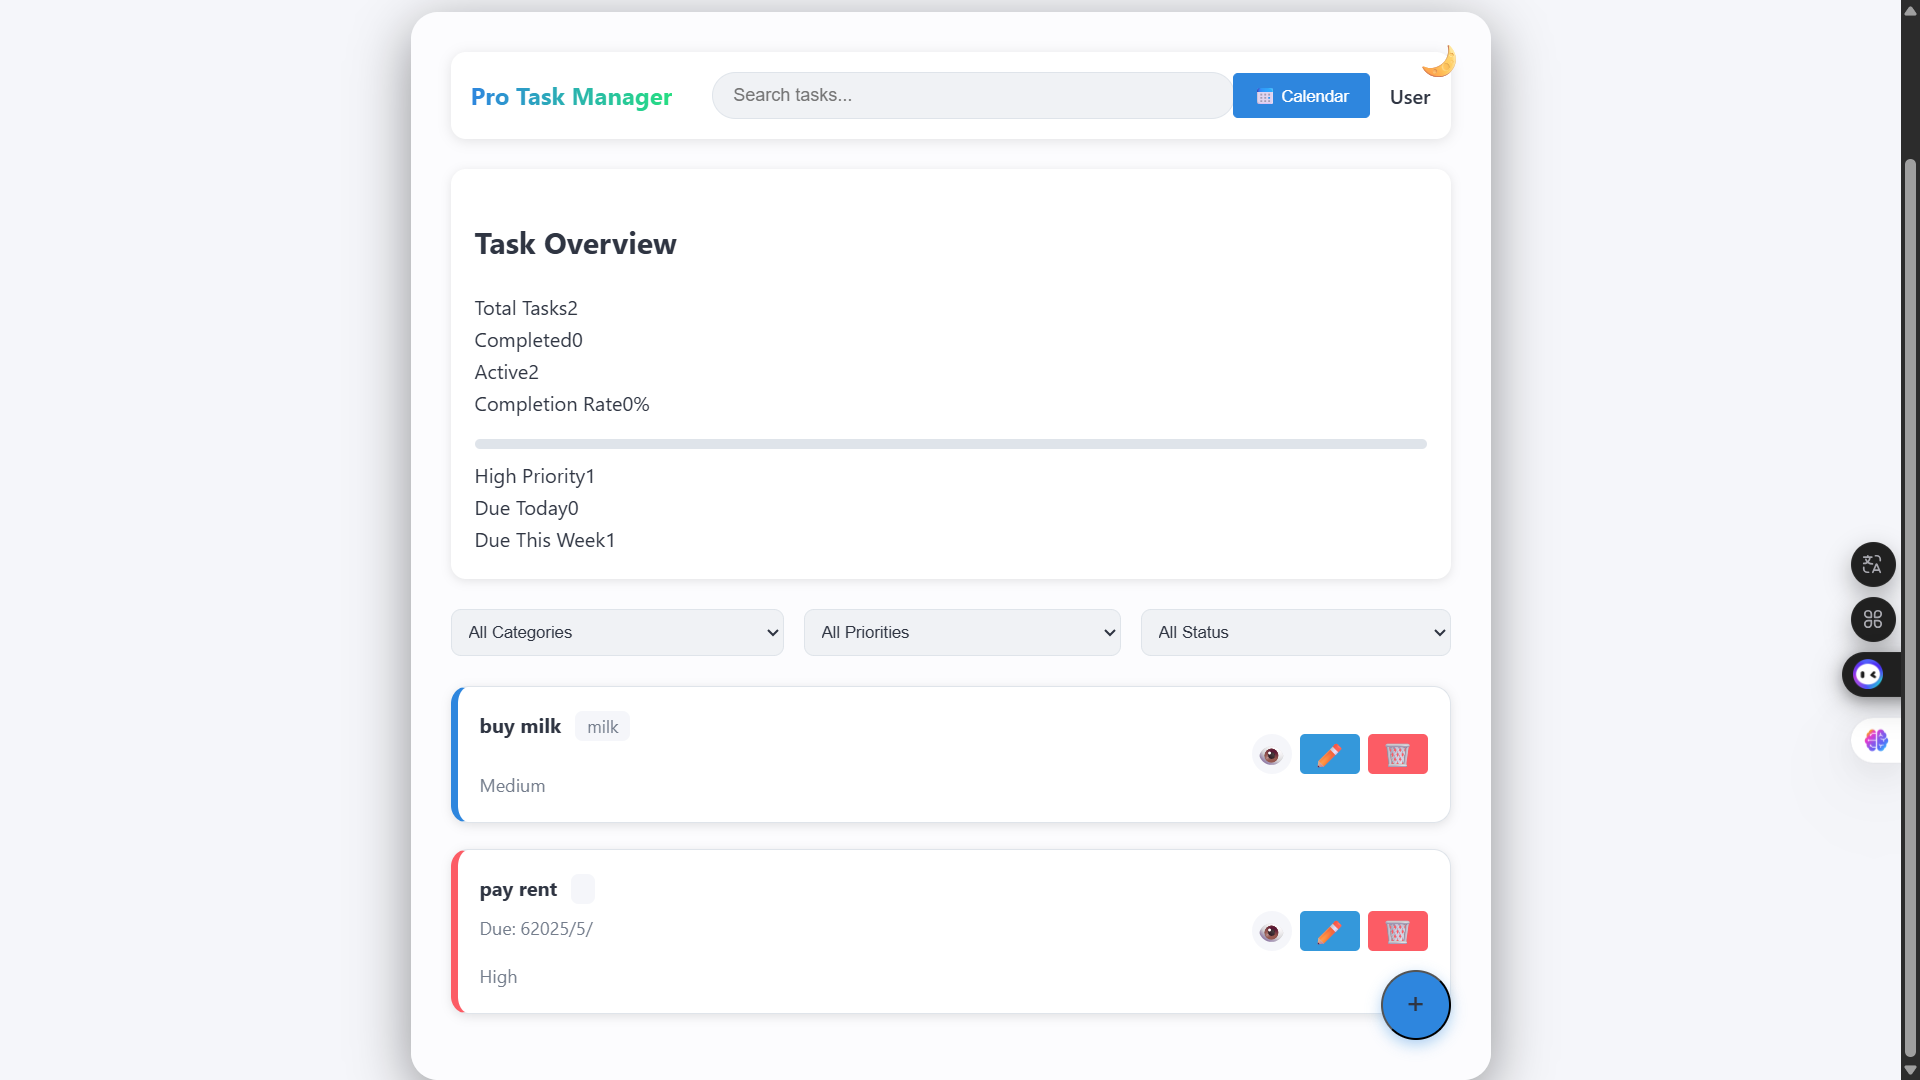 Pro Task Manager
Search tasks...
Calendar
User
Task Overview
Total Tasks2
Completed0
Active2
Completion Rate0%
High Priority1
Due Today0
Due This Week1
All Categories
All Priorities
All Status
buy milk milk
Medium
pay rent
Due: 62025/5/
High
+